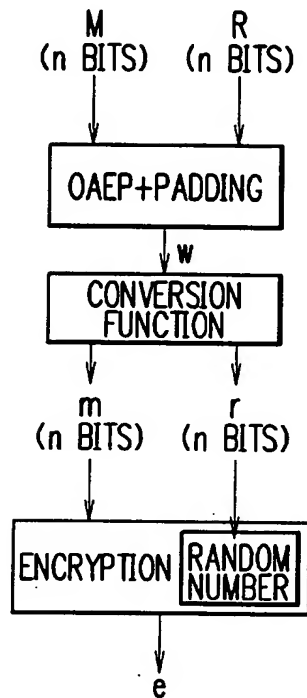 M R
(n BITS) (n BITS)
OAEP+PADDING
w
CONVERSION
FUNCTION
m r
(n BITS) (n BITS)
ENCRYPTION RANDOM
NUMBER
e